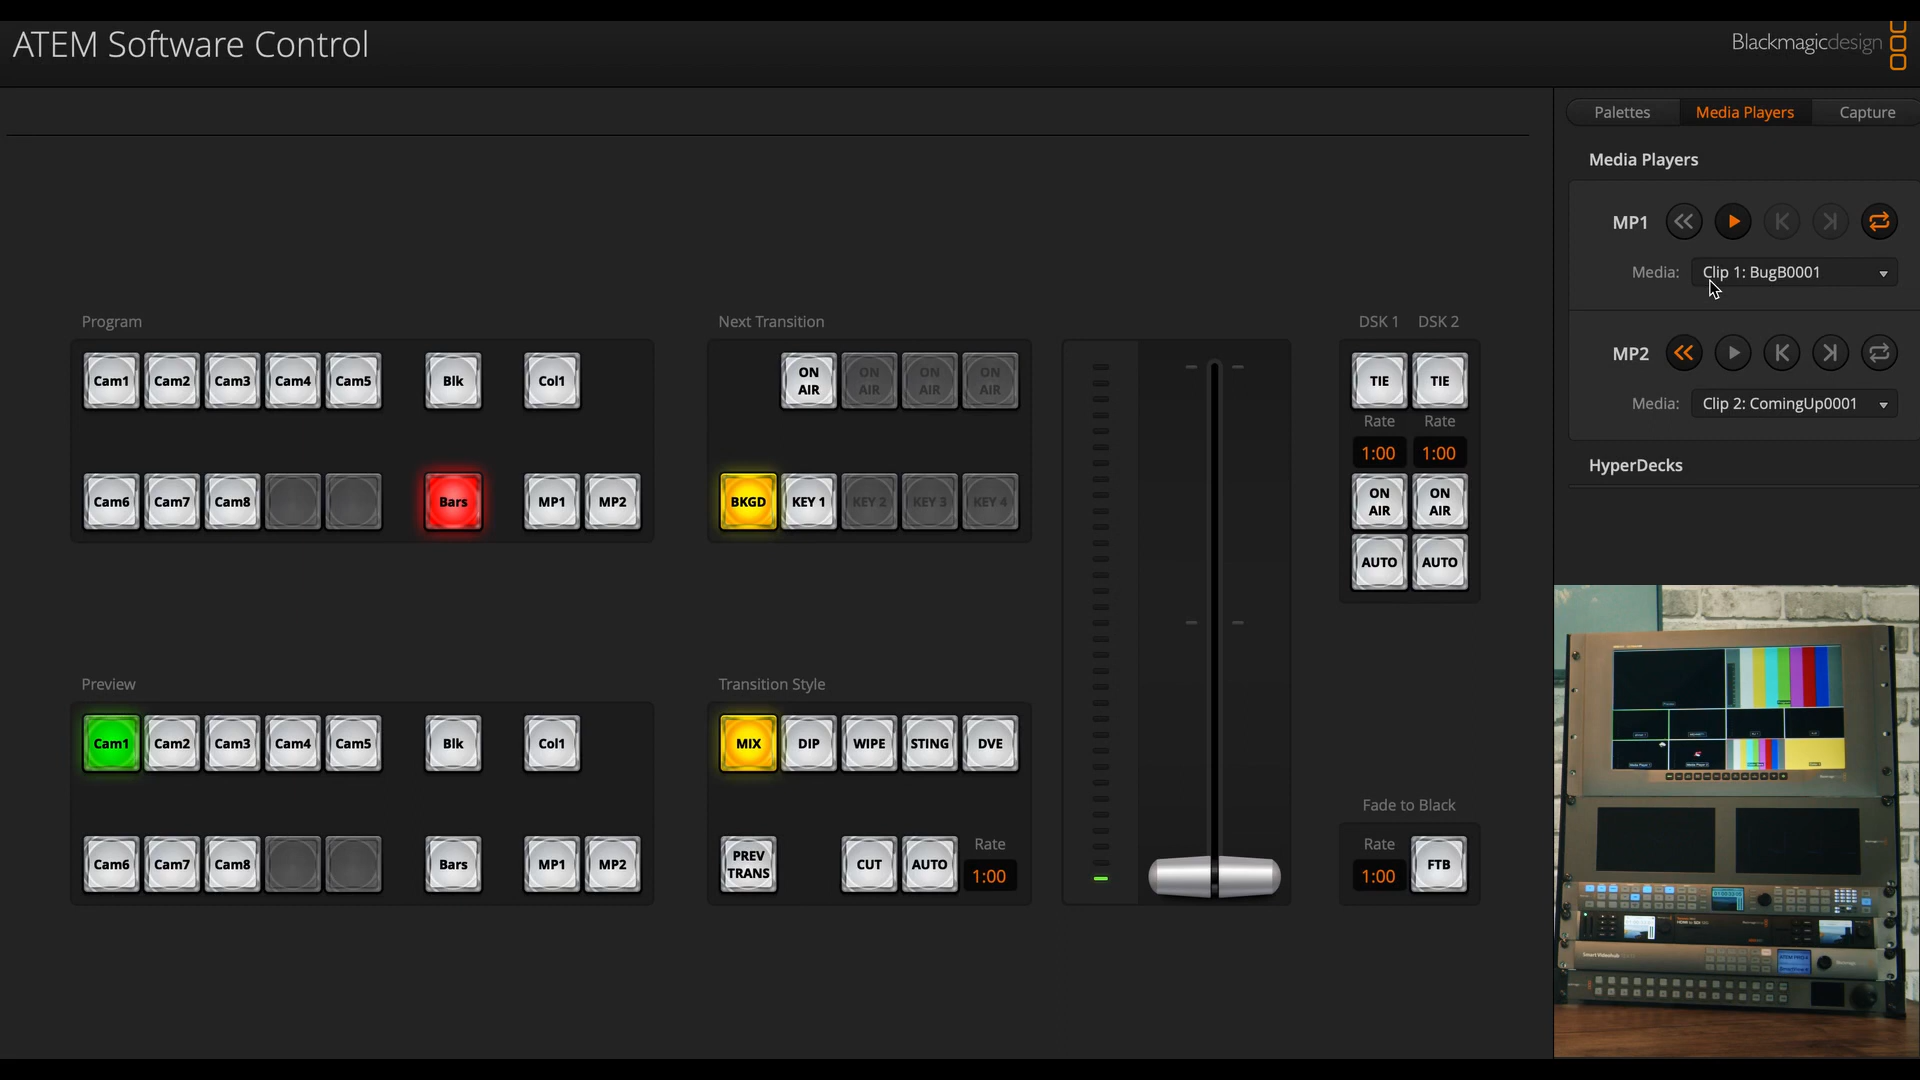 ATEM Software Control
Blackmagicdesign
Palettes
Media Players
Capture
Media Players
MP1
Media:
Clip 1: BugB0001
MP2
Media:
Clip 2: ComingUp0001
HyperDecks
Program
Cam1
Cam2
Cam3
Cam4
Cam5
Blk
Col1
Cam6
Cam7
Cam8
Bars
MP1
MP2
Next Transition
ON
AIR
ON
AIR
ON
AIR
ON
AIR
BKGD
KEY 1
KEY 2
KEY 3
KEY 4
DSK 1
DSK 2
TIE
TIE
Rate
Rate
1:00
1:00
ON
AIR
ON
AIR
AUTO
AUTO
Preview
Cam1
Cam2
Cam3
Cam4
Cam5
Blk
Col1
Cam6
Cam7
Cam8
Bars
MP1
MP2
Transition Style
MIX
DIP
WIPE
STING
DVE
PREV
TRANS
CUT
AUTO
Rate
1:00
Fade to Black
Rate
1:00
FTB
Smart Videohub